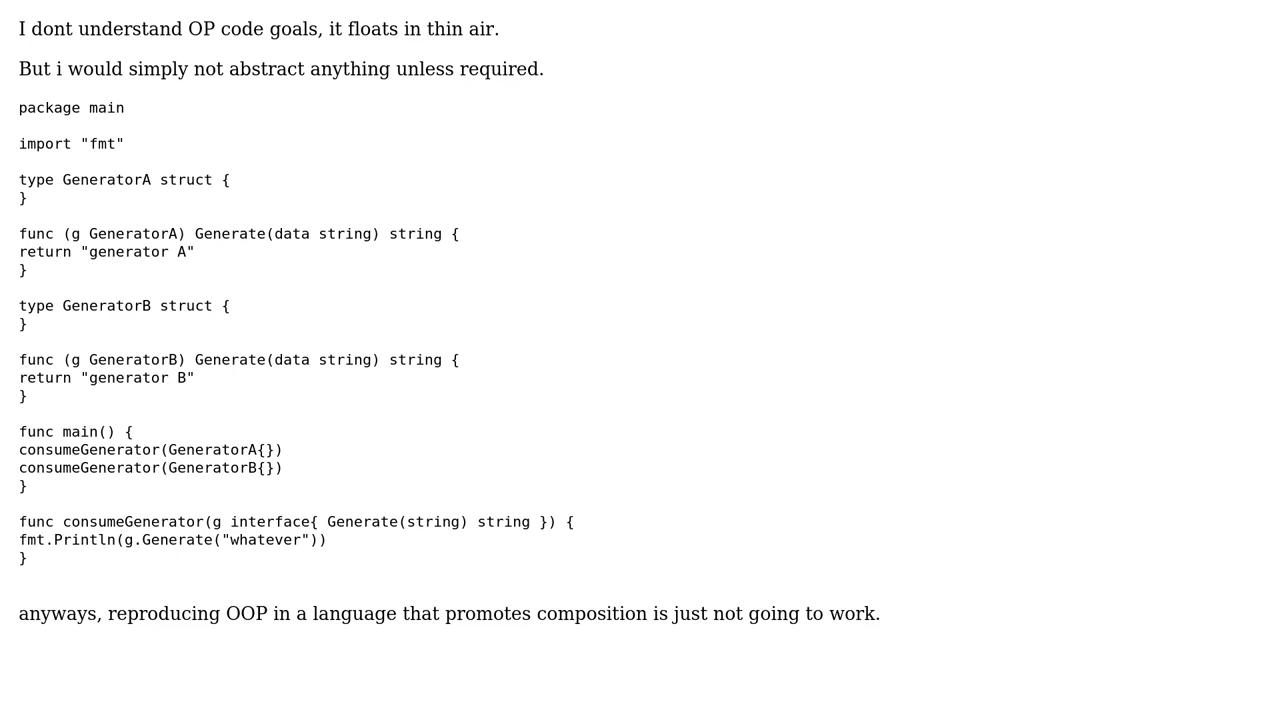 I dont understand OP code goals, it floats in thin air.
But i would simply not abstract anything unless required.
package main
import "fmt"
type GeneratorA struct {
}
func (g GeneratorA) Generate(data string) string {
return "generator A"
}
type GeneratorB struct {
}
func (g GeneratorB) Generate(data string) string {
return "generator B"
}
func main() {
consumeGenerator(GeneratorA{})
consumeGenerator(GeneratorB{})
}
func consumeGenerator(g interface{ Generate(string) string }) {
fmt.Println(g.Generate("whatever"))
}
anyways, reproducing OOP in a language that promotes composition is just not going to work.